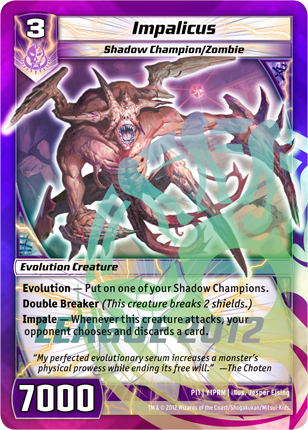 3
Impalicus
Shadow Champion/Zombie
Evolution Creature
Evolution — Put on one of your Shadow Champions.
Double Breaker (This creature breaks 2 shields.)
Impale — Whenever this creature attacks, your
opponent chooses and discards a card.
2012
"My perfected evolutionary serum increases a monster's
physical prowess while ending its free will." —The Choten
7000
P1T1Y1PRM | illus. Jasper Ejsing
TM & © 2012 Wizards of the Coast/Shogakukan/Mitsui-Kids.